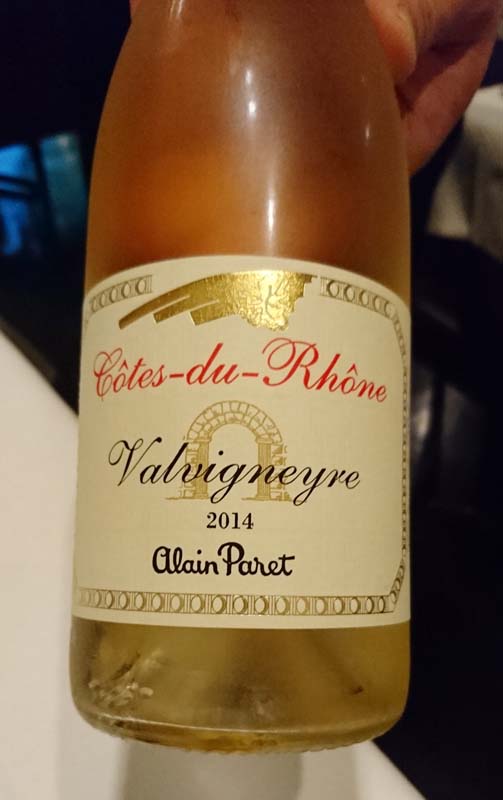 Côtes-du-Rhône
Valvigneyre
2014
Alain Paret